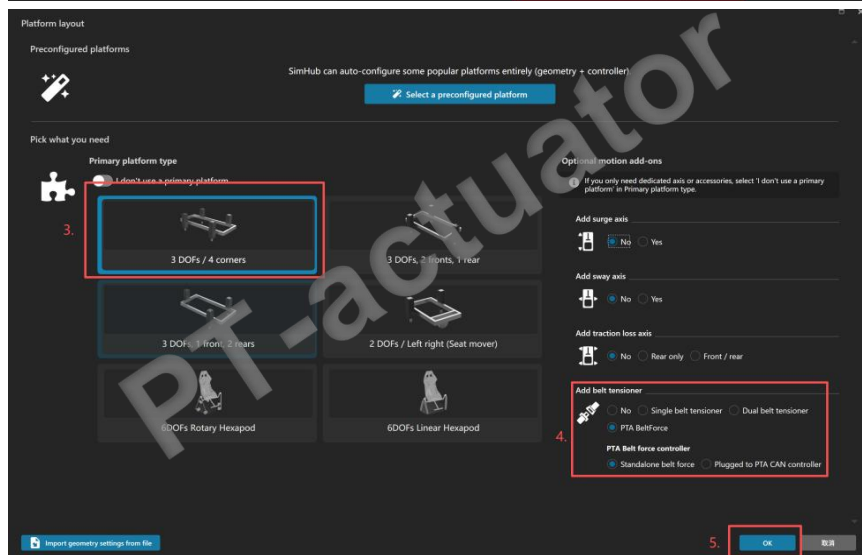 Platform layout
Preconfigured platforms
SimHub can auto-configure some popular platforms entirely (geometry + controller)
Select a preconfigured platform
Pick what you need
Primary platform type
I don't use a primary platform
3.
3 DOFs / 4 corners
3 DOFs, 2 fronts, 1 rear
3 DOFs, 1 front, 2 rears
2 DOFs / Left right (Seat mover)
6DOFs Rotary Hexapod
6DOFs Linear Hexapod
Optional motion add-ons
If you only need dedicated axis or accessories, select 'I don't use a primary
platform' in Primary platform type.
Add surge axis
No Yes
Add sway axis
No Yes
Add traction loss axis
No Rear only Front / rear
Add belt tensioner
No Single belt tensioner Dual belt tensioner
PTA BeltForce
4.
PTA Belt force controller
Standalone belt force Plugged to PTA CAN controller
Import geometry settings from file
5.
OK
取消
PT-actuator